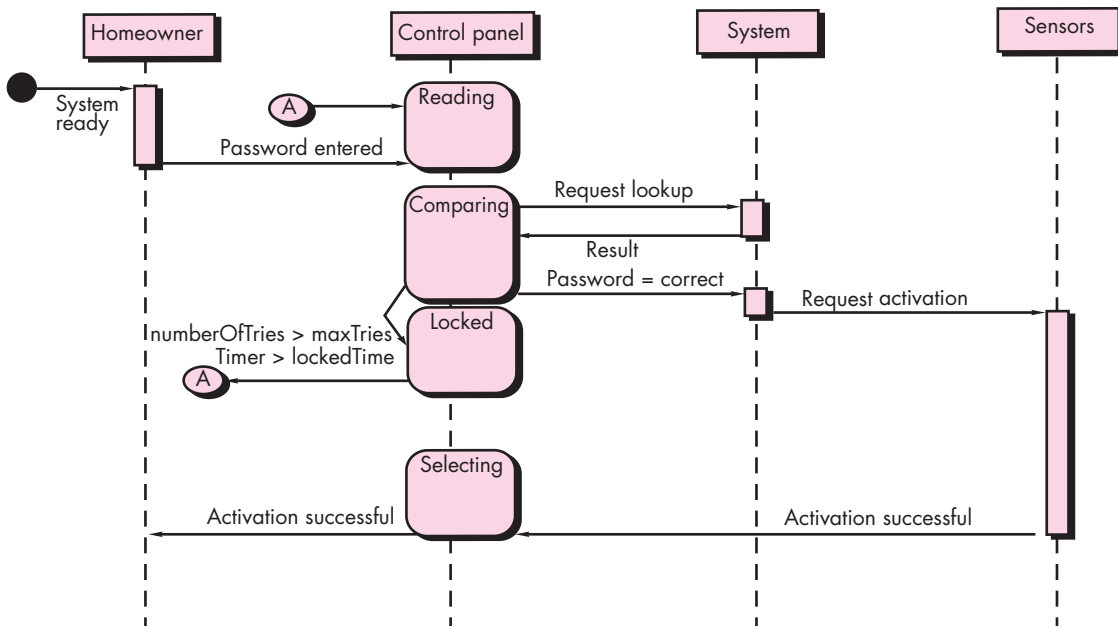 Homeowner
Control panel
System
Sensors
System
ready
A
Reading
Password entered
Comparing
Request lookup
Result
Password = correct
Request activation
Locked
numberOfTries > maxTries
Timer > lockedTime
A
Selecting
Activation successful
Activation successful